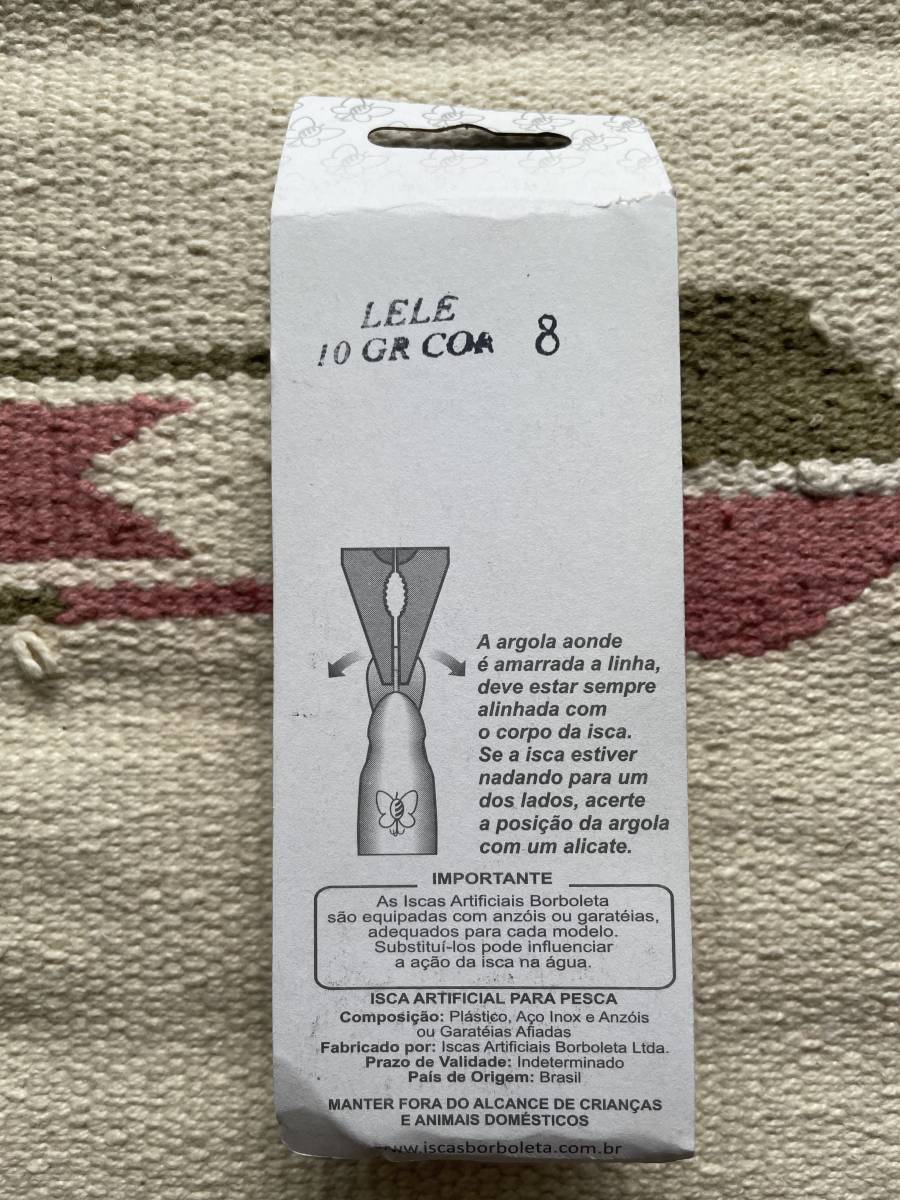 LELE
10 GR COR 8
A argola aonde
é amarrada a linha,
deve estar sempre
alinhada com
o corpo da isca.
Se a isca estiver
nadando para um
dos lados, acerte
a posição da argola
com um alicate.
IMPORTANTE
As Iscas Artificiais Borboleta
são equipadas com anzóis ou garatéias,
adequados para cada modelo.
Substituí-los pode influenciar
a ação da isca na água.
ISCA ARTIFICIAL PARA PESCA
Composição: Plástico, Aço Inox e Anzóis
ou Garatéias Afiadas
Fabricado por: Iscas Artificiais Borboleta Ltda.
Prazo de Validade: Indeterminado
País de Origem: Brasil
MANTER FORA DO ALCANCE DE CRIANÇAS
E ANIMAIS DOMÉSTICOS
www.iscasborboleta.com.br